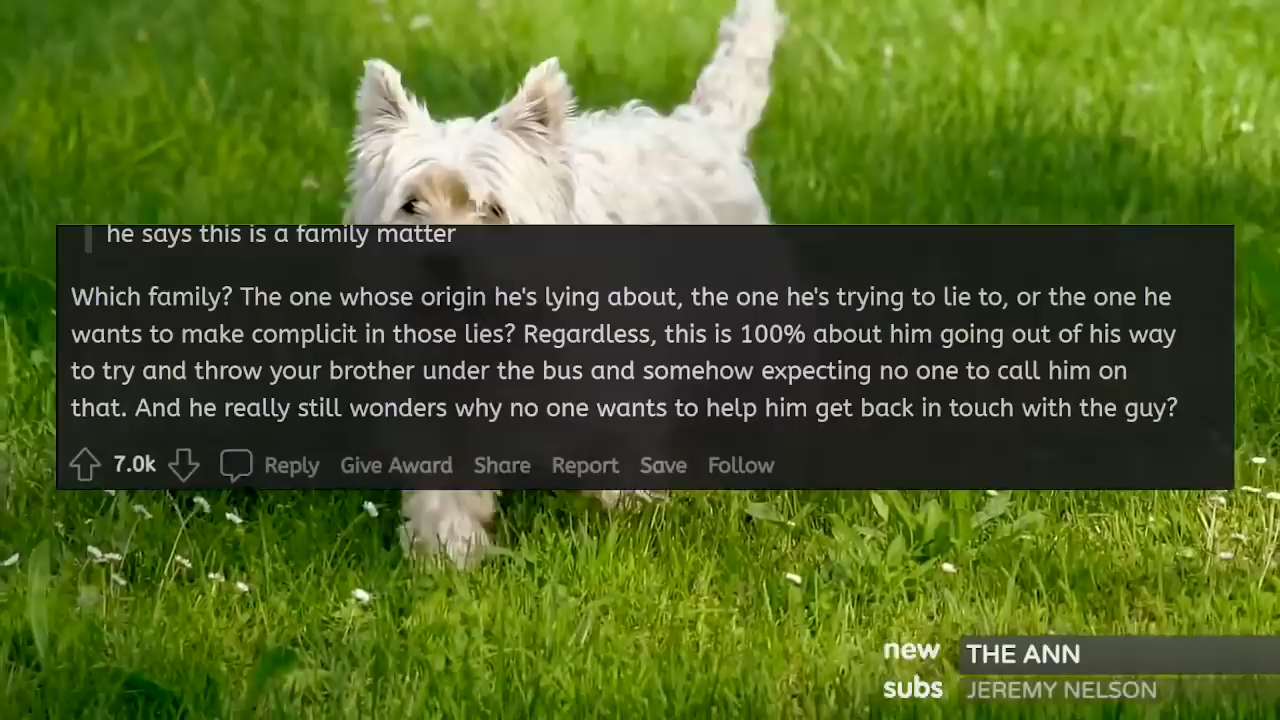 he says this is a family matter
Which family? The one whose origin he's lying about, the one he's trying to lie to, or the one he
wants to make complicit in those lies? Regardless, this is 100% about him going out of his way
to try and throw your brother under the bus and somehow expecting no one to call him on
that. And he really still wonders why no one wants to help him get back in touch with the guy?
7.0k Reply Give Award Share Report Save Follow
new THE ANN
subs JEREMY NELSON